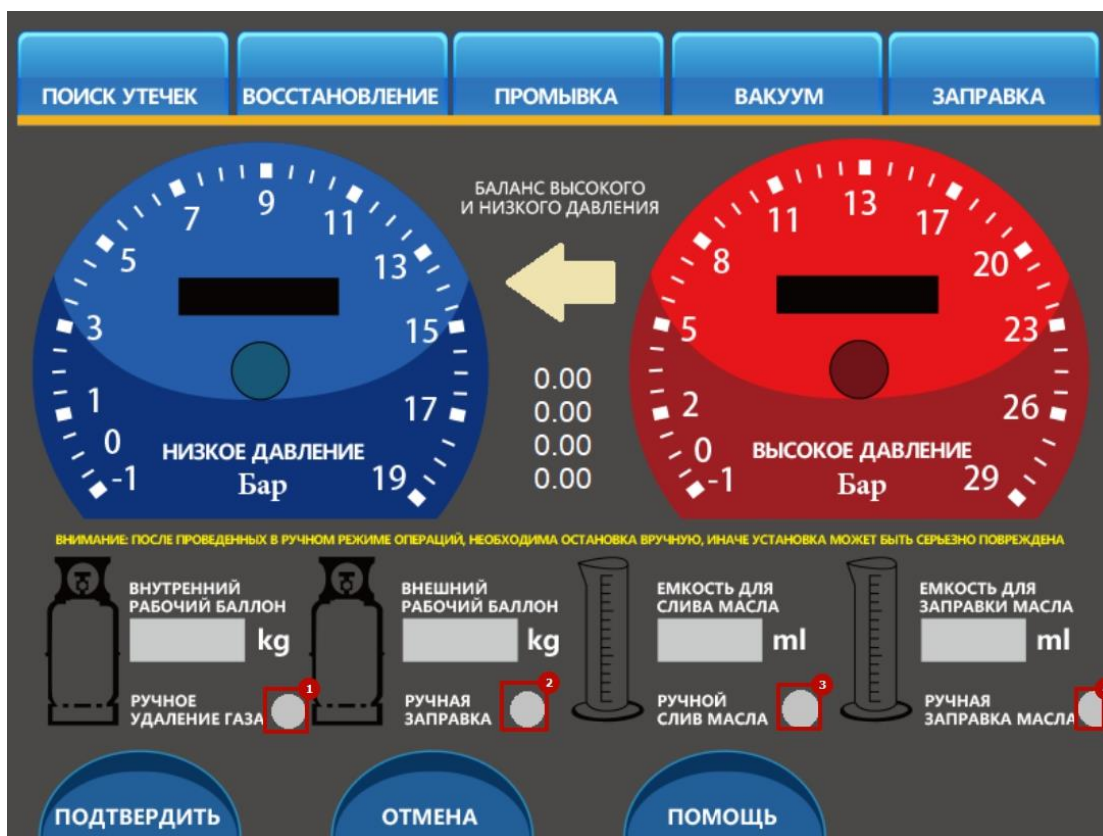 ПОИСК УТЕЧЕК
ВОССТАНОВЛЕНИЕ
ПРОМЫВКА
ВАКУУМ
ЗАПРАВКА
БАЛАНС ВЫСОКОГО
И НИЗКОГО ДАВЛЕНИЯ
-1 0 1 3 5 7 9 11 13 15 17 19
НИЗКОЕ ДАВЛЕНИЕ
Бар
0.00
0.00
0.00
0.00
-1 0 2 5 8 11 13 17 20 23 26 29
ВЫСОКОЕ ДАВЛЕНИЕ
Бар
ВНИМАНИЕ: ПОСЛЕ ПРОВЕДЕННЫХ В РУЧНОМ РЕЖИМЕ ОПЕРАЦИЙ, НЕОБХОДИМА ОСТАНОВКА ВРУЧНУЮ, ИНАЧЕ УСТАНОВКА МОЖЕТ БЫТЬ СЕРЬЕЗНО ПОВРЕЖДЕНА
ВНУТРЕННИЙ
РАБОЧИЙ БАЛЛОН
kg
ВНЕШНИЙ
РАБОЧИЙ БАЛЛОН
kg
ЕМКОСТЬ ДЛЯ
СЛИВА МАСЛА
ml
ЕМКОСТЬ ДЛЯ
ЗАПРАВКИ МАСЛА
ml
РУЧНОЕ
УДАЛЕНИЕ ГАЗА
1
РУЧНАЯ
ЗАПРАВКА
2
РУЧНОЙ
СЛИВ МАСЛА
3
РУЧНАЯ
ЗАПРАВКА МАСЛА
ПОДТВЕРДИТЬ
ОТМЕНА
ПОМОЩЬ